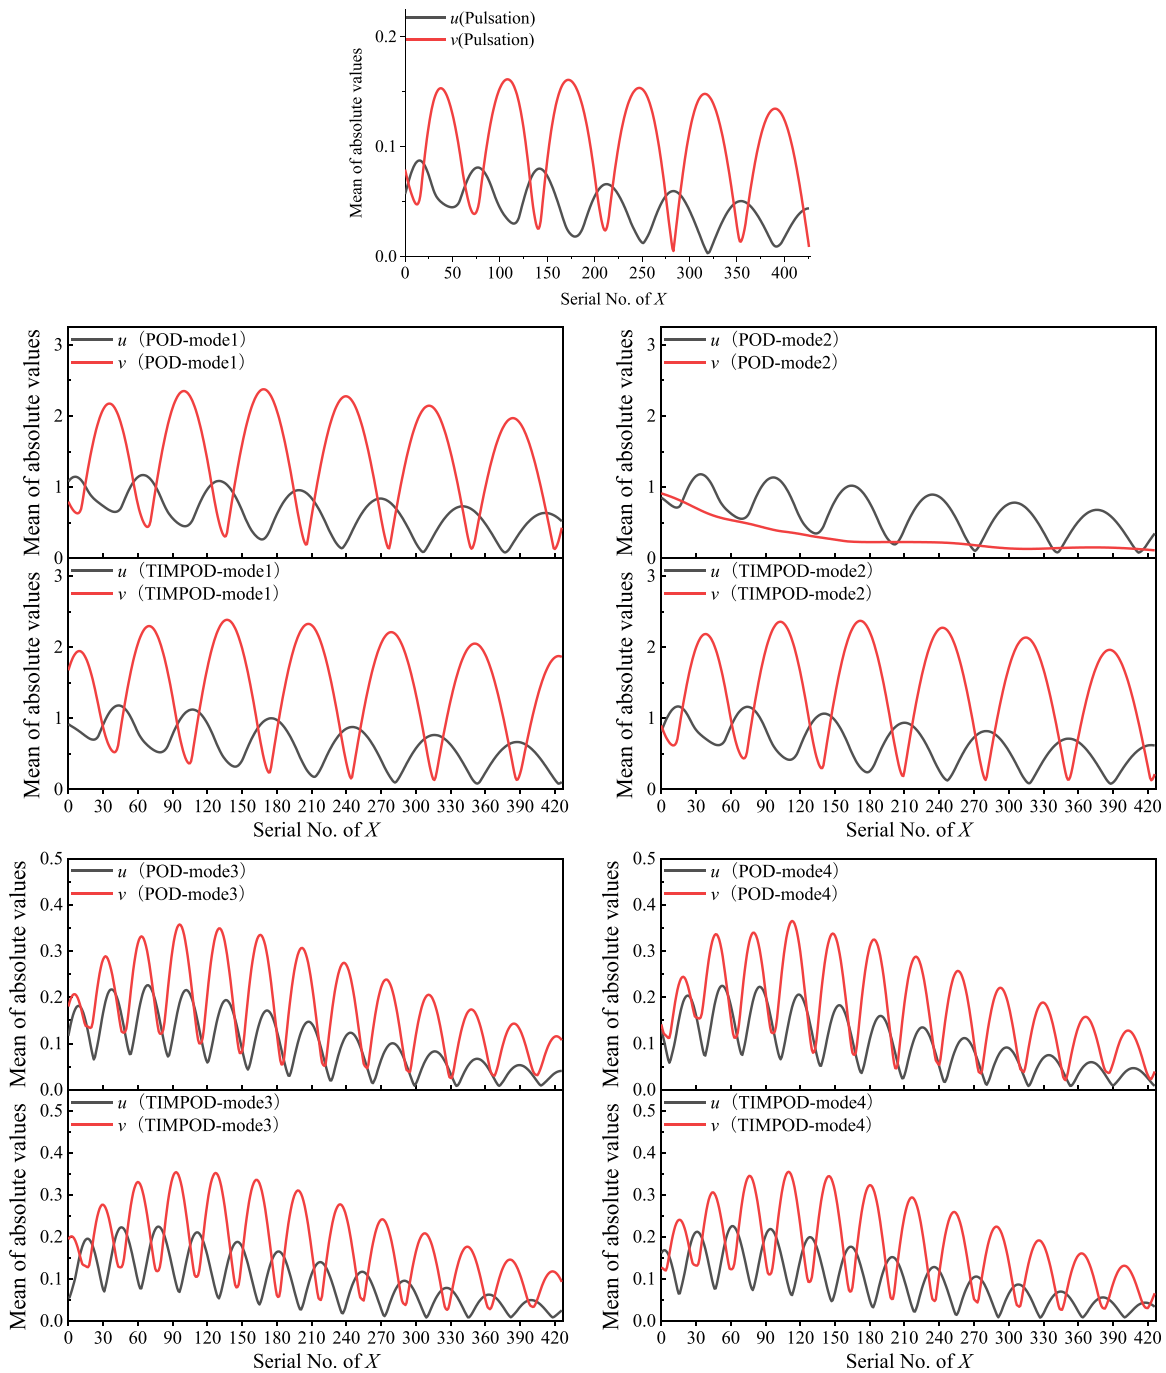 u(Pulsation)
v(Pulsation)
Mean of absolute values
0.2
0.1
0.0
0 50 100 150 200 250 300 350 400
Serial No. of X
u（POD-mode1）
v（POD-mode1）
Mean of absolute values
3
2
1
0
u（TIMPOD-mode1）
v（TIMPOD-mode1）
Mean of absolute values
3
2
1
0
0 30 60 90 120 150 180 210 240 270 300 330 360 390 420
Serial No. of X
u（POD-mode2）
v（POD-mode2）
Mean of absolute values
3
2
1
0
u（TIMPOD-mode2）
v（TIMPOD-mode2）
Mean of absolute values
3
2
1
0
0 30 60 90 120 150 180 210 240 270 300 330 360 390 420
Serial No. of X
u（POD-mode3）
v（POD-mode3）
Mean of absolute values
0.5
0.4
0.3
0.2
0.1
0.0
u（TIMPOD-mode3）
v（TIMPOD-mode3）
Mean of absolute values
0.5
0.4
0.3
0.2
0.1
0.0
0 30 60 90 120 150 180 210 240 270 300 330 360 390 420
Serial No. of X
u（POD-mode4）
v（POD-mode4）
Mean of absolute values
0.5
0.4
0.3
0.2
0.1
0.0
u（TIMPOD-mode4）
v（TIMPOD-mode4）
Mean of absolute values
0.5
0.4
0.3
0.2
0.1
0.0
0 30 60 90 120 150 180 210 240 270 300 330 360 390 420
Serial No. of X